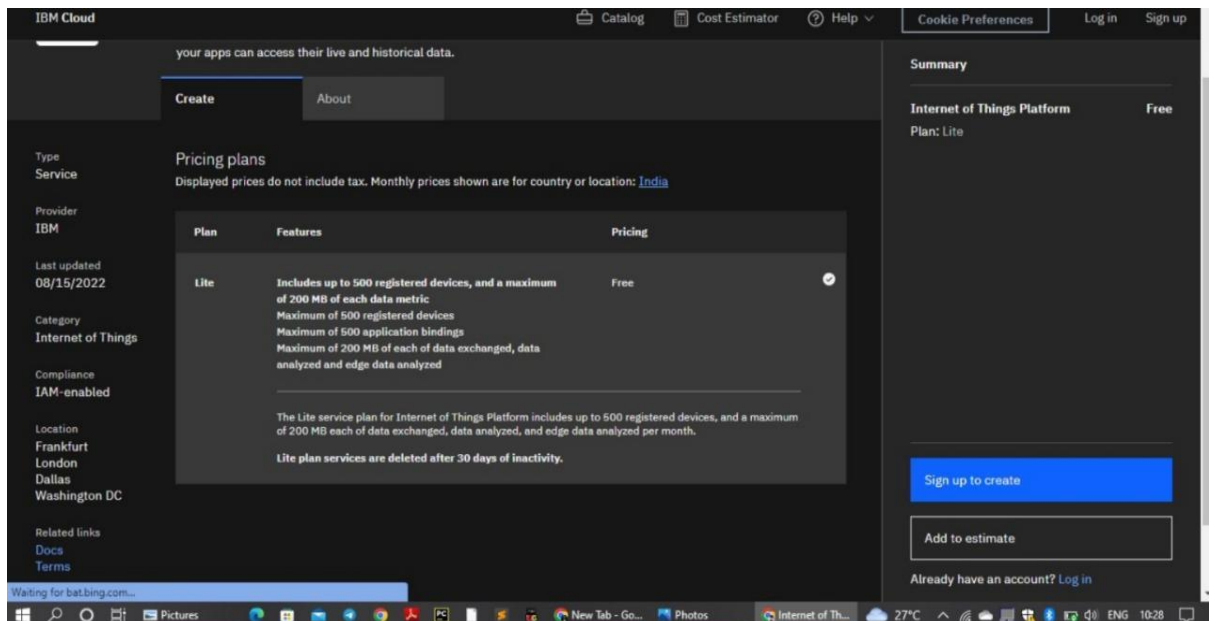 IBM Cloud
Catalog
Cost Estimator
Help
Cookie Preferences
Log in
Sign up
your apps can access their live and historical data.
Create
About
Type
Service
Provider
IBM
Last updated
08/15/2022
Category
Internet of Things
Compliance
IAM-enabled
Location
Frankfurt
London
Dallas
Washington DC
Related links
Docs
Terms
Pricing plans
Displayed prices do not include tax. Monthly prices shown are for country or location: India
Plan Features Pricing
Lite
Includes up to 500 registered devices, and a maximum
of 200 MB of each data metric
Maximum of 500 registered devices
Maximum of 500 application bindings
Maximum of 200 MB of each of data exchanged, data
analyzed and edge data analyzed
Free
The Lite service plan for Internet of Things Platform includes up to 500 registered devices, and a maximum
of 200 MB each of data exchanged, data analyzed, and edge data analyzed per month.
Lite plan services are deleted after 30 days of inactivity.
Summary
Internet of Things Platform Free
Plan: Lite
Sign up to create
Add to estimate
Already have an account? Log in
Waiting for bat.bing.com...
Pictures
PC
New Tab - Go...
Photos
Internet of Th...
27°C
ENG
10:28